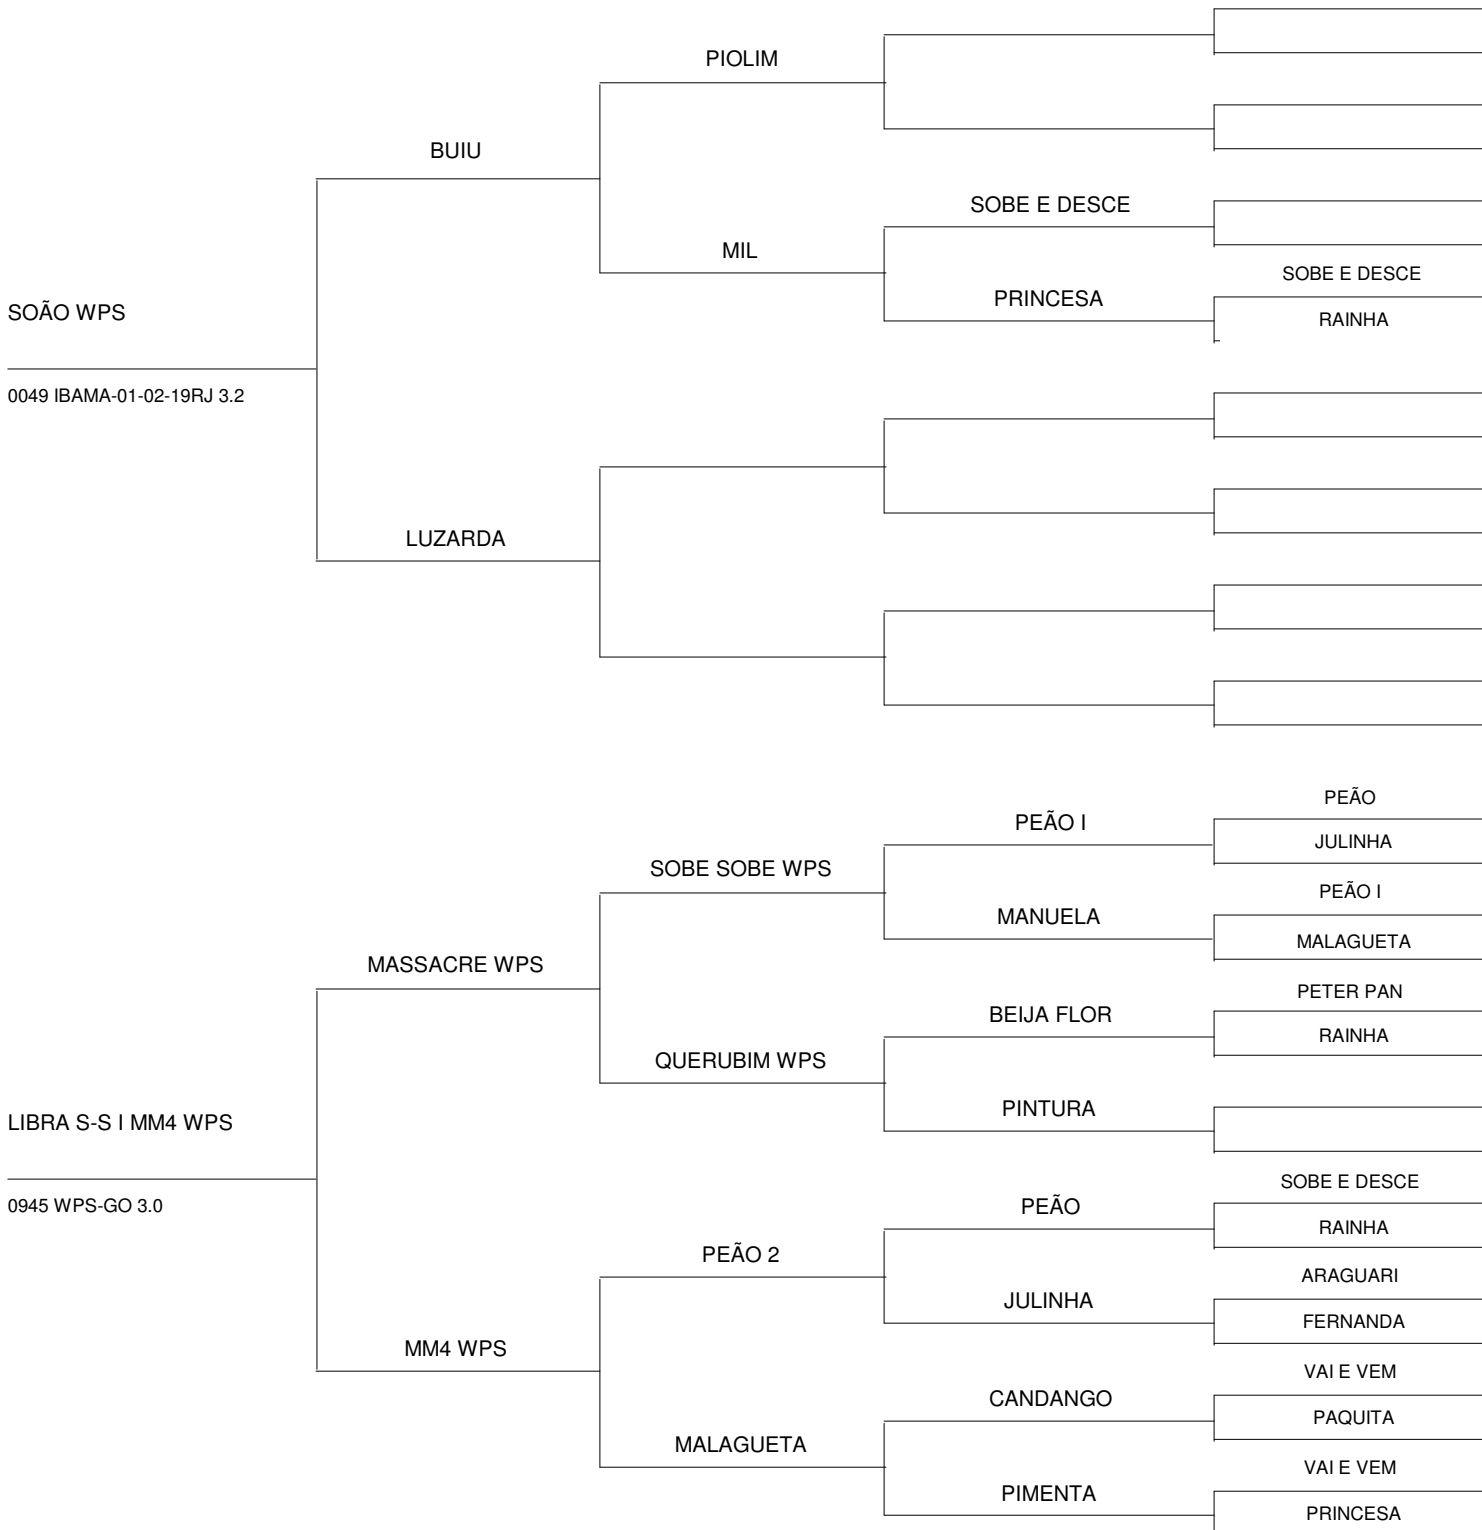 PIOLIM
BUIU
SOBE E DESCE
MIL
SOBE E DESCE
PRINCESA
RAINHA
SOÃO WPS
0049 IBAMA-01-02-19RJ 3.2
LUZARDA
PEÃO
PEÃO I
JULINHA
SOBE SOBE WPS
PEÃO I
MANUELA
MALAGUETA
MASSACRE WPS
PETER PAN
BEIJA FLOR
RAINHA
QUERUBIM WPS
PINTURA
LIBRA S-S I MM4 WPS
SOBE E DESCE
0945 WPS-GO 3.0
PEÃO
RAINHA
PEÃO 2
ARAGUARI
JULINHA
FERNANDA
MM4 WPS
VAI E VEM
CANDANGO
PAQUITA
MALAGUETA
VAI E VEM
PIMENTA
PRINCESA